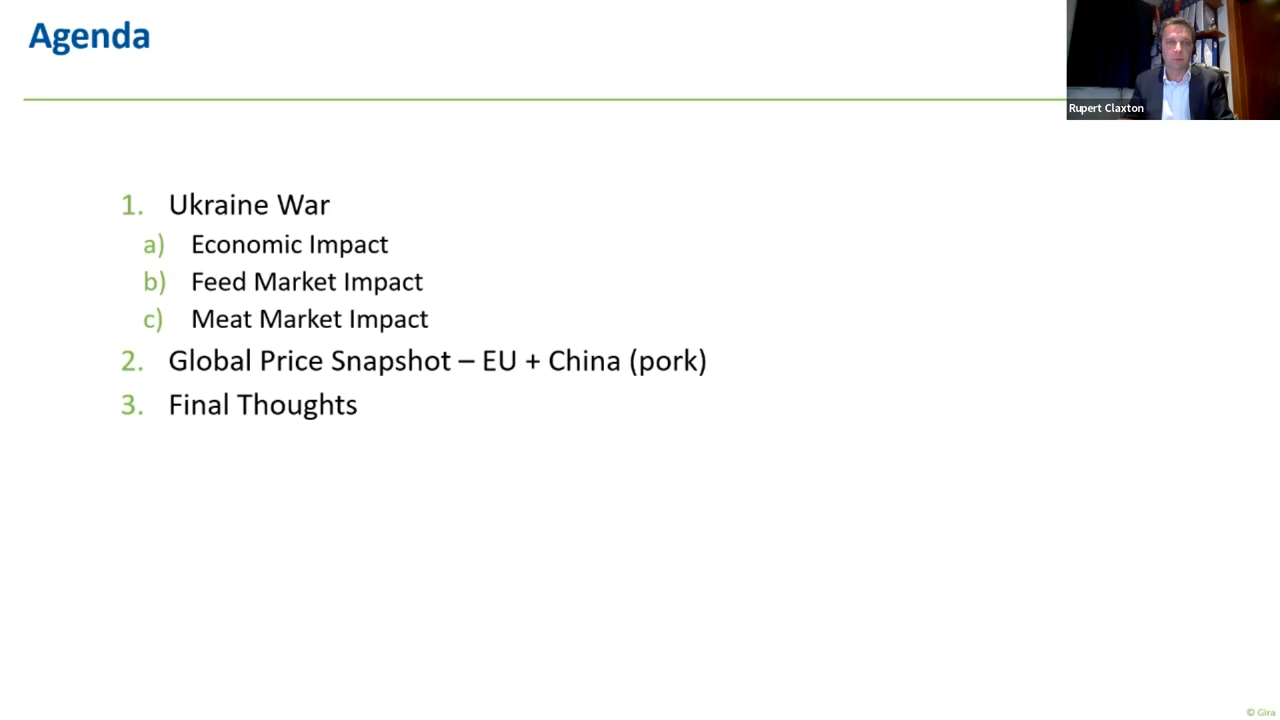 Agenda
Rupert Claxton
1. Ukraine War
a) Economic Impact
b) Feed Market Impact
c) Meat Market Impact
2. Global Price Snapshot – EU + China (pork)
3. Final Thoughts
© Gira